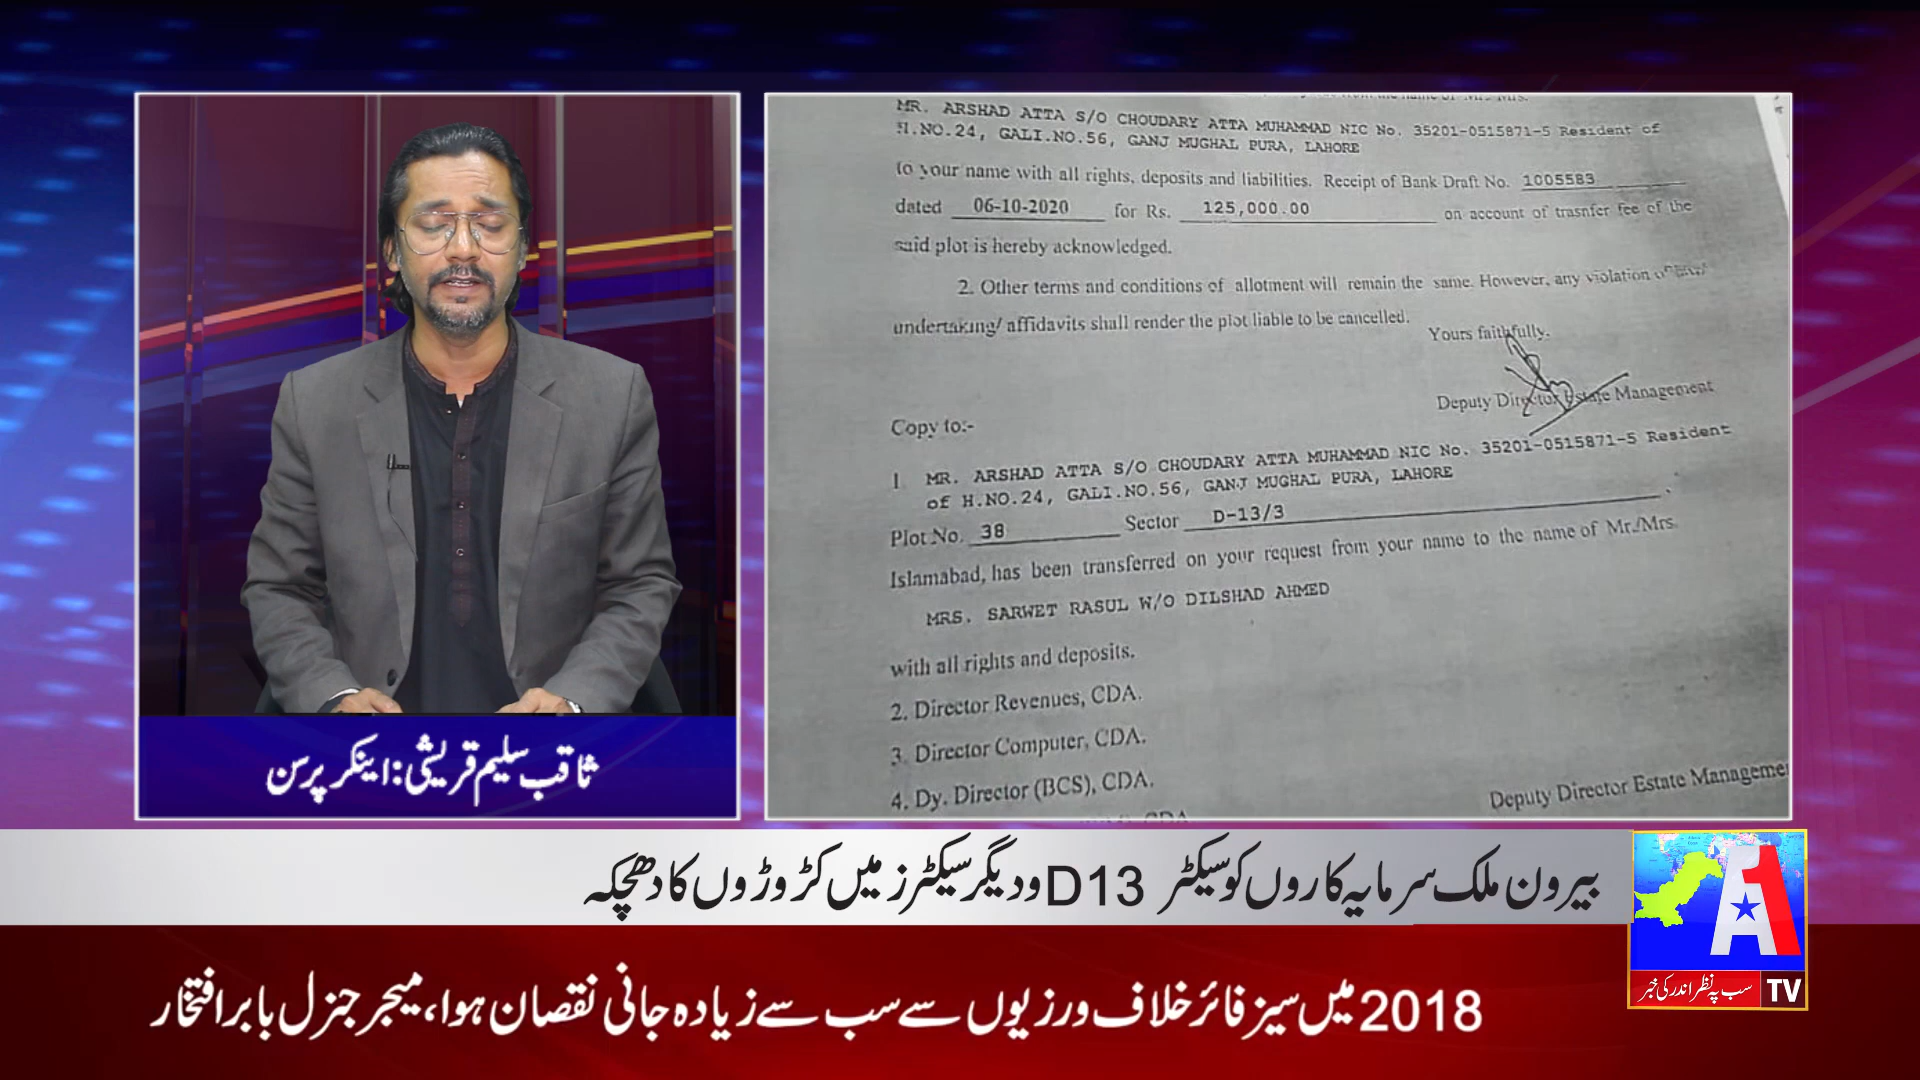 MR. ARSHAD ATTA S/O CHOUDARY ATTA MUHAMMAD NIC No. 35201-0515871-5 Resident of
H.NO.24, GALI.NO.56, GANJ MUGHAL PURA, LAHORE
to your name with all rights, deposits and liabilities. Receipt of Bank Draft No. 1005583
dated 06-10-2020 for Rs. 125,000.00 on account of trasnfer fee of the
said plot is hereby acknowledged.
2. Other terms and conditions of allotment will remain the same. However, any violation of
undertaking/ affidavits shall render the plot liable to be cancelled.
Yours faithfully.
Deputy Director Estate Management
Copy to:-
1 MR. ARSHAD ATTA S/O CHOUDARY ATTA MUHAMMAD NIC No. 35201-0515871-5 Resident
of H.NO.24, GALI.NO.56, GANJ MUGHAL PURA, LAHORE
Plot No. 38 Sector D-13/3
Islamabad, has been transferred on your request from your name to the name of Mr./Mrs.
MRS. SARWET RASUL W/O DILSHAD AHMED
with all rights and deposits.
2. Director Revenues, CDA.
3. Director Computer, CDA.
4. Dy. Director (BCS), CDA.
Deputy Director Estate Manageme
ثاقب سلیم قریشی: اینکر پرسن
بیرون ملک سرمایہ کاروں کو سیکٹر D13 و دیگر سیکٹرز میں کڑوڑوں کا دھچکہ
A1
سب پہ نظر اندر کی خبر TV
2018 میں سیز فائر خلاف ورزیوں سے سب سے زیادہ جانی نقصان ہوا، میجر جنرل بابر افتخار